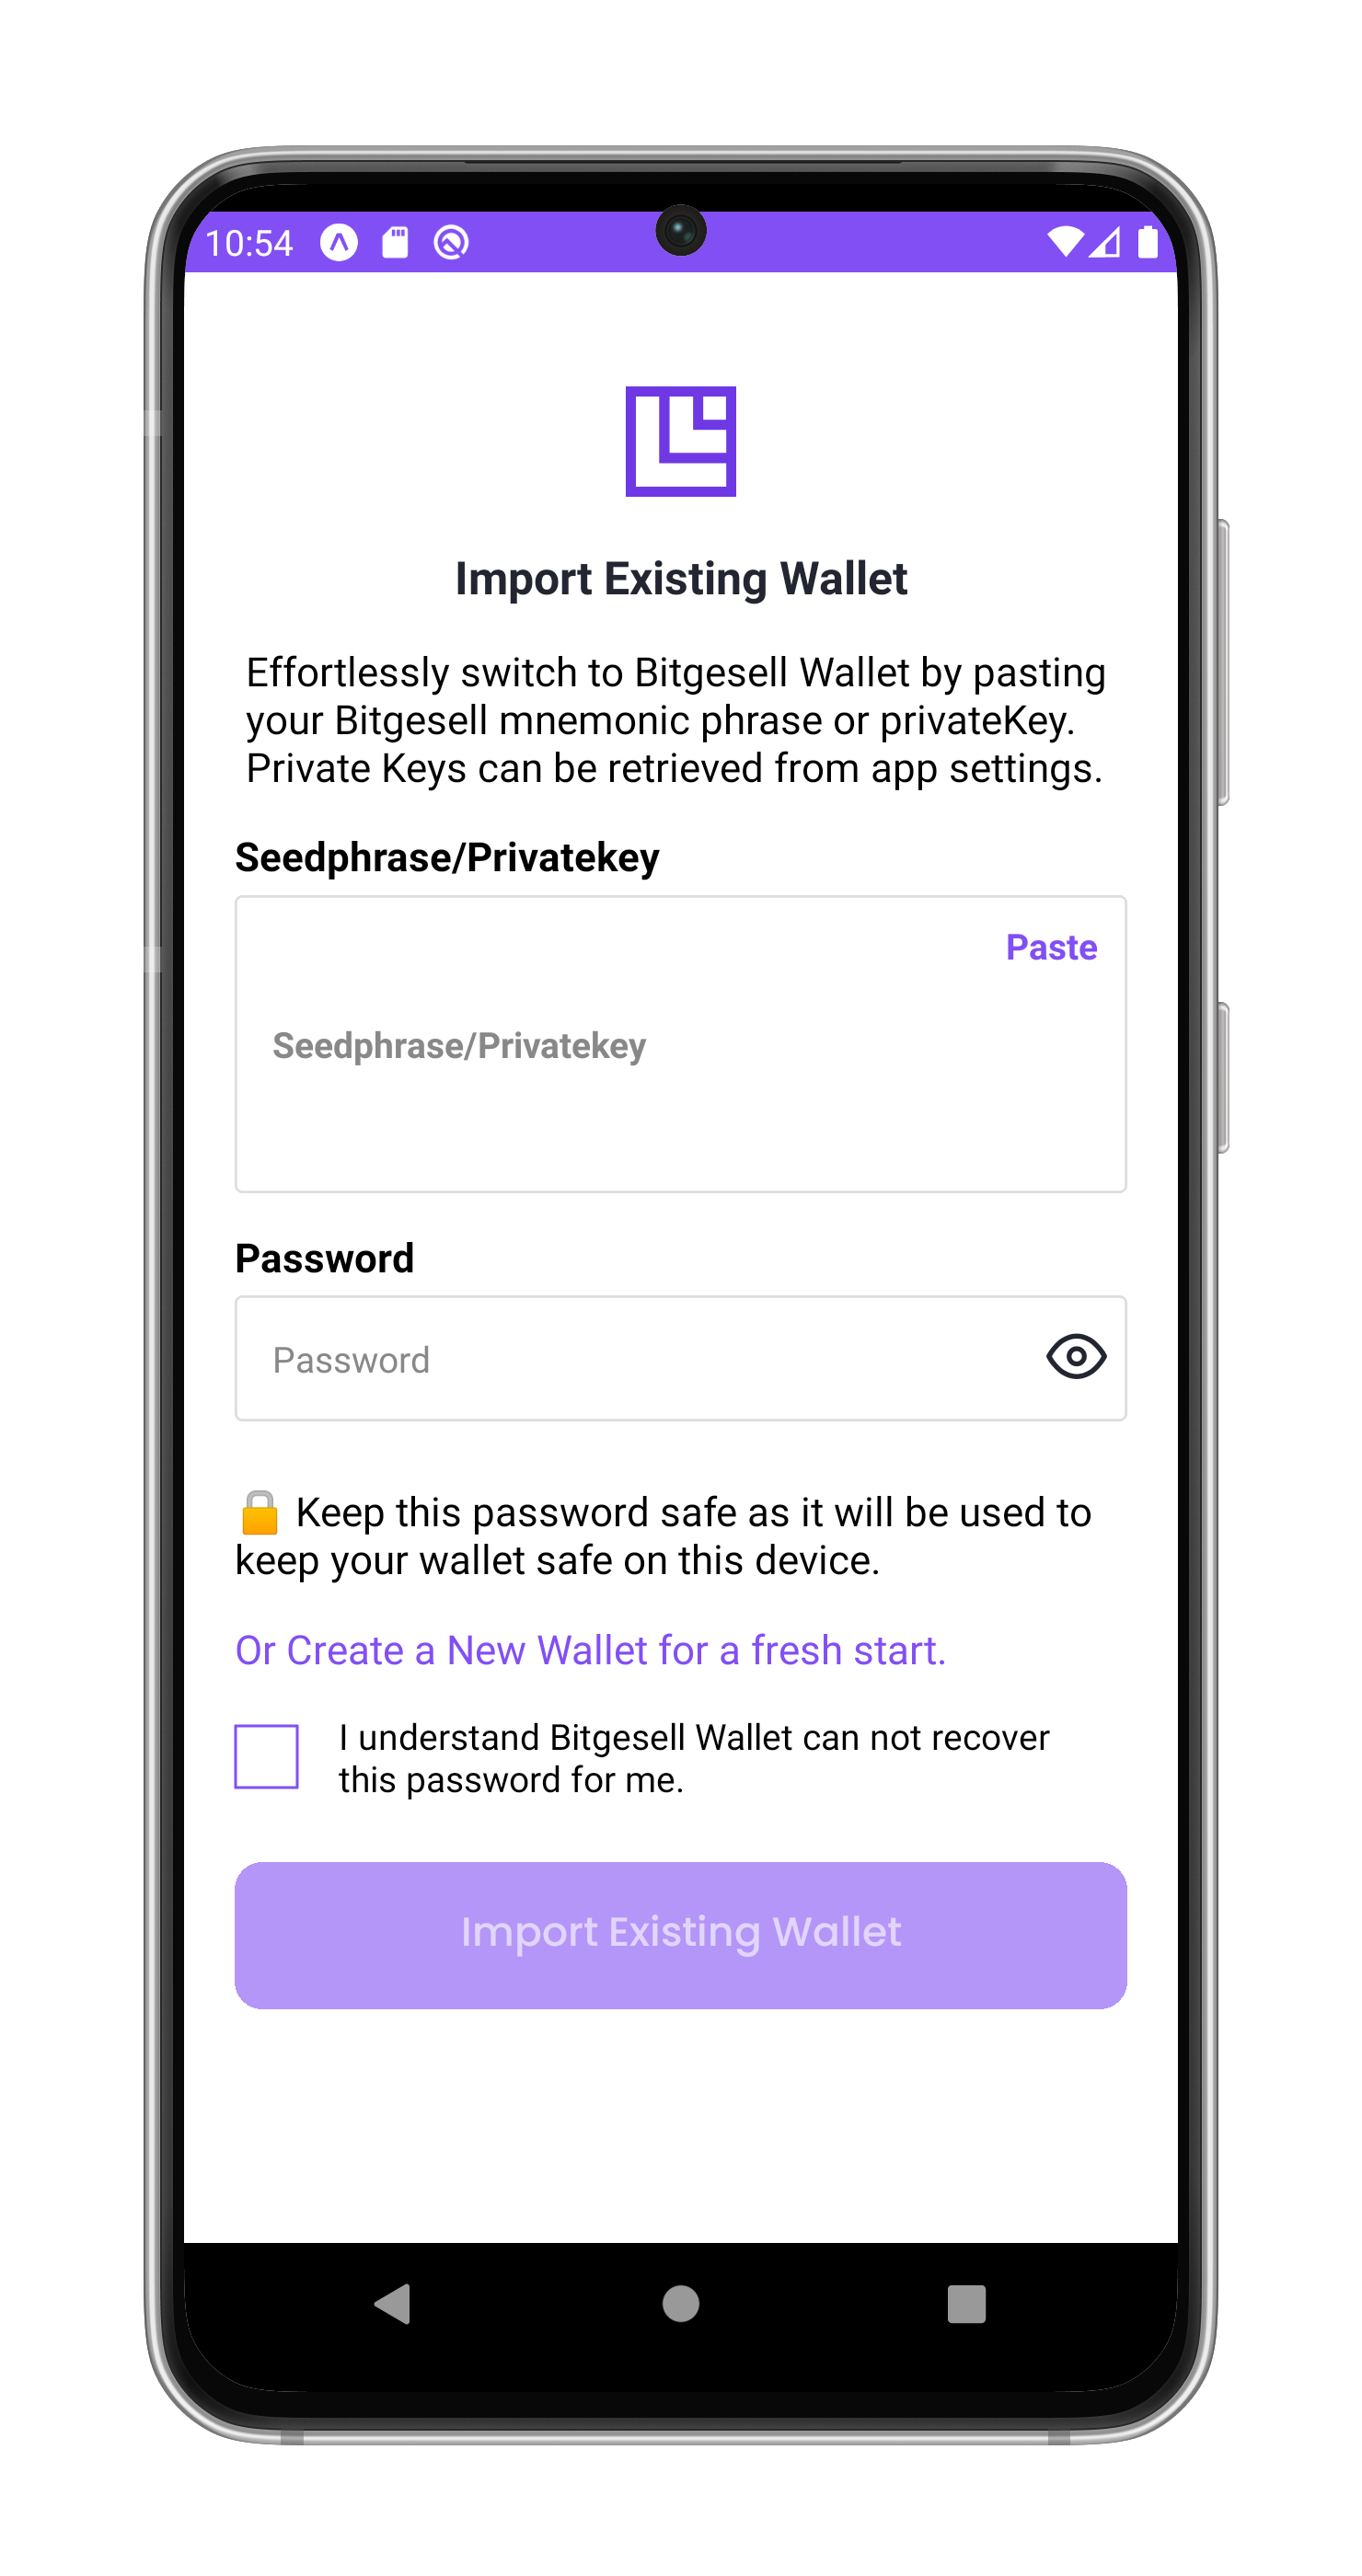 10:54
Import Existing Wallet
Effortlessly switch to Bitgesell Wallet by pasting
your Bitgesell mnemonic phrase or privateKey.
Private Keys can be retrieved from app settings.
Seedphrase/Privatekey
Paste
Seedphrase/Privatekey
Password
Password
🔒 Keep this password safe as it will be used to
keep your wallet safe on this device.
Or Create a New Wallet for a fresh start.
I understand Bitgesell Wallet can not recover
this password for me.
Import Existing Wallet